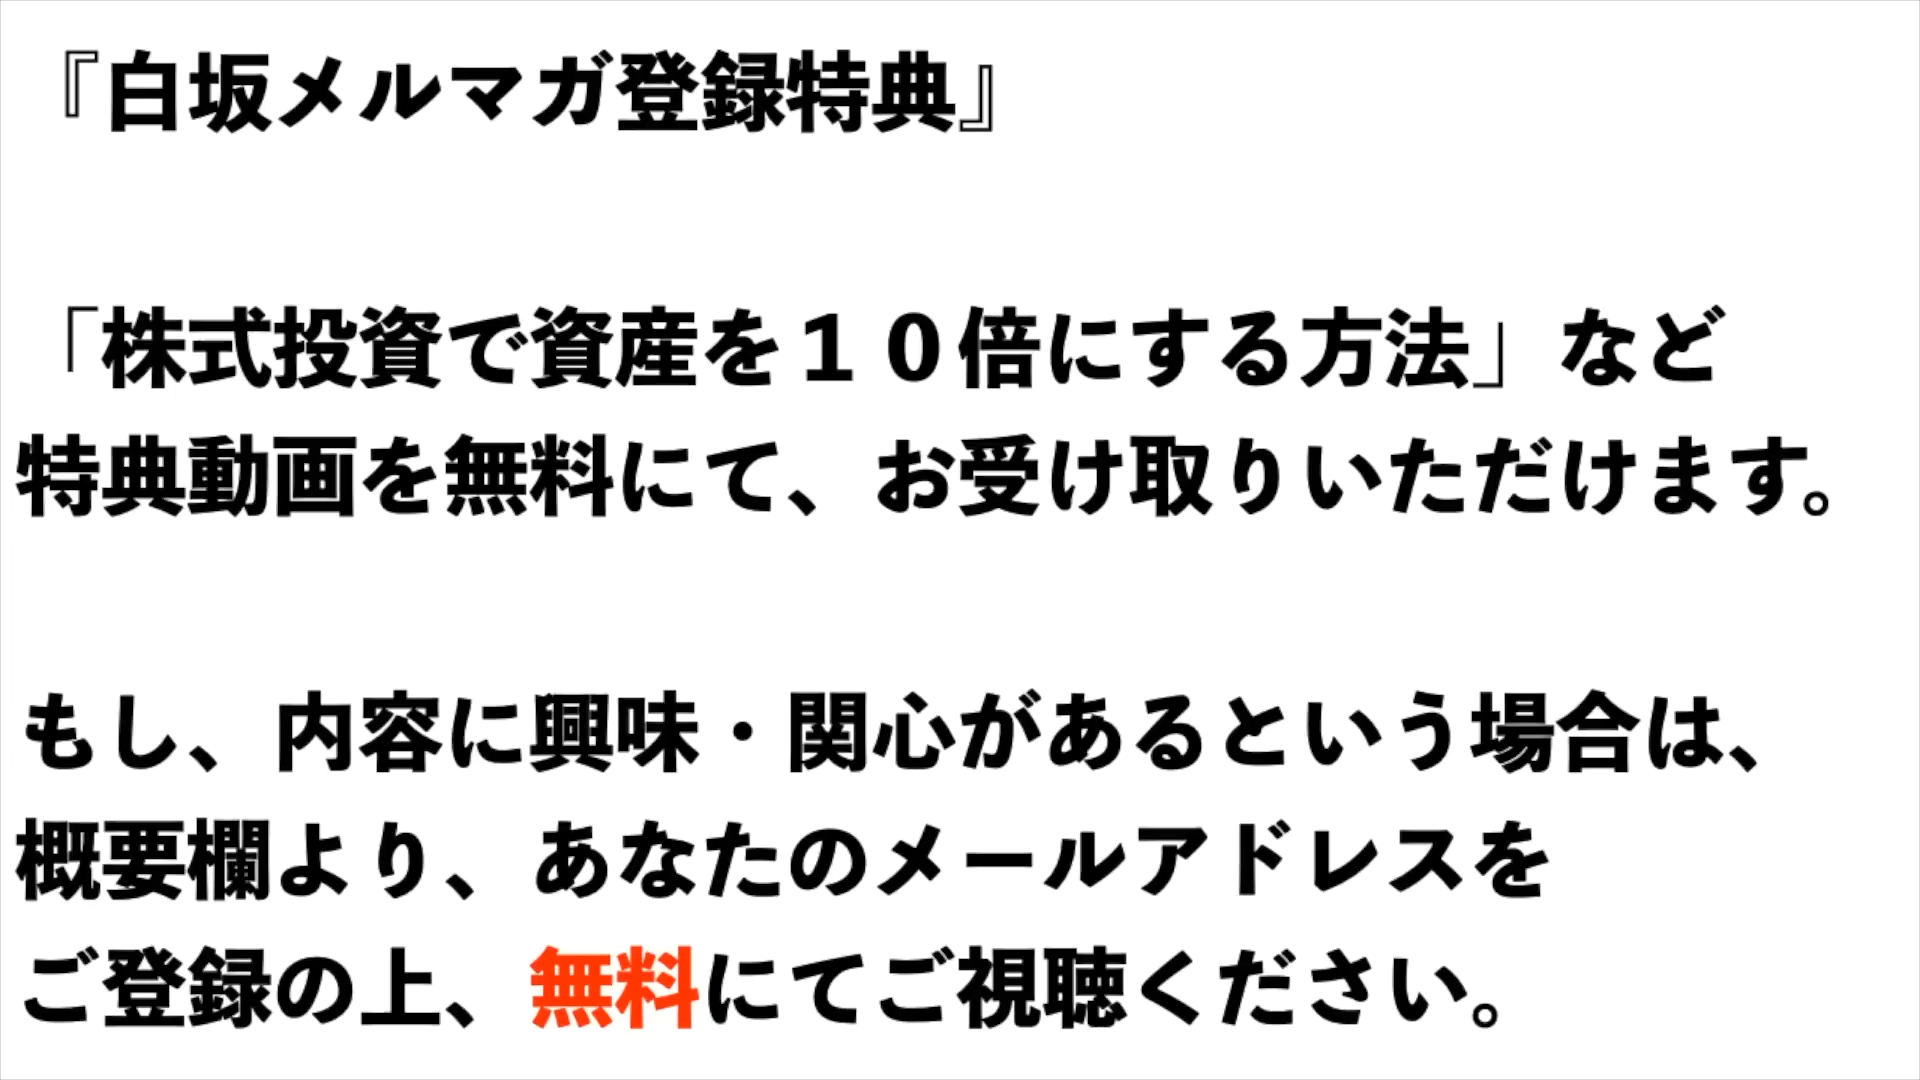 『白坂メルマガ登録特典』
「株式投資で資産を１０倍にする方法」など
特典動画を無料にて、お受け取りいただけます。
もし、内容に興味・関心があるという場合は、
概要欄より、あなたのメールアドレスを
ご登録の上、無料にてご視聴ください。